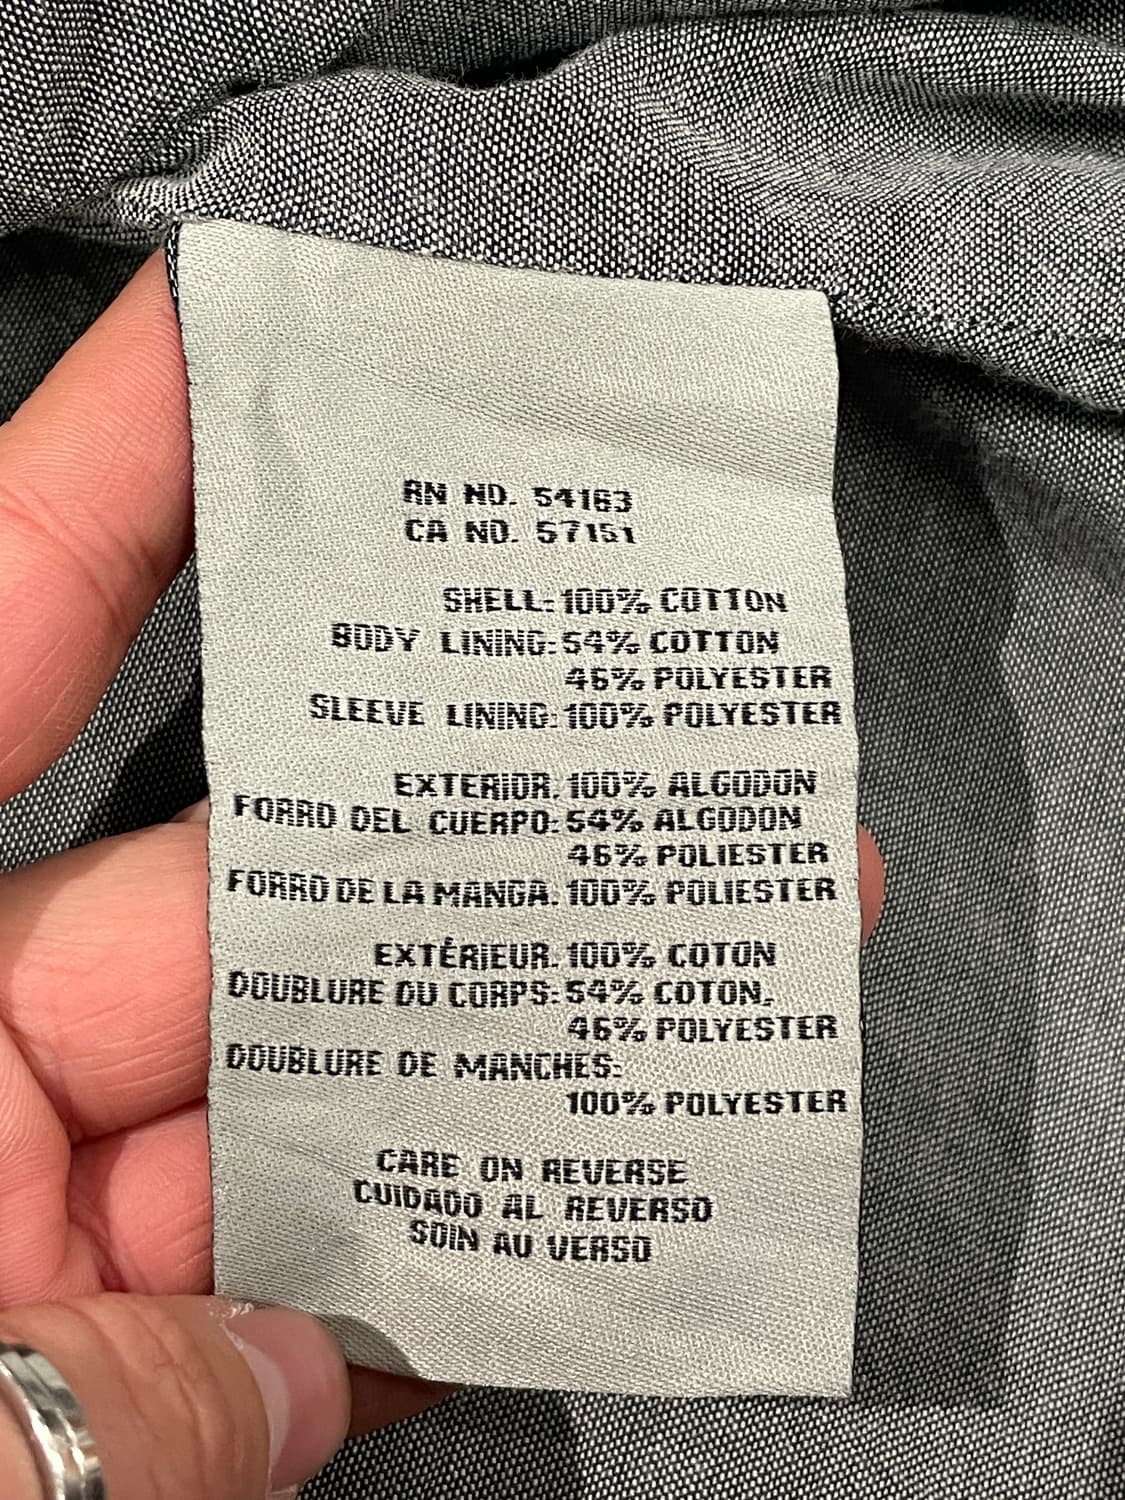 RN NO. 54163
CA NO. 57151
SHELL: 100% COTTON
BODY LINING: 54% COTTON
46% POLYESTER
SLEEVE LINING: 100% POLYESTER
EXTERIOR: 100% ALGODON
FORRO DEL CUERPO: 54% ALGODON
46% POLIESTER
FORRO DE LA MANGA: 100% POLIESTER
EXTÉRIEUR: 100% COTON
DOUBLURE DU CORPS: 54% COTON,
46% POLYESTER
DOUBLURE DE MANCHES:
100% POLYESTER
CARE ON REVERSE
CUIDADO AL REVERSO
SOIN AU VERSO